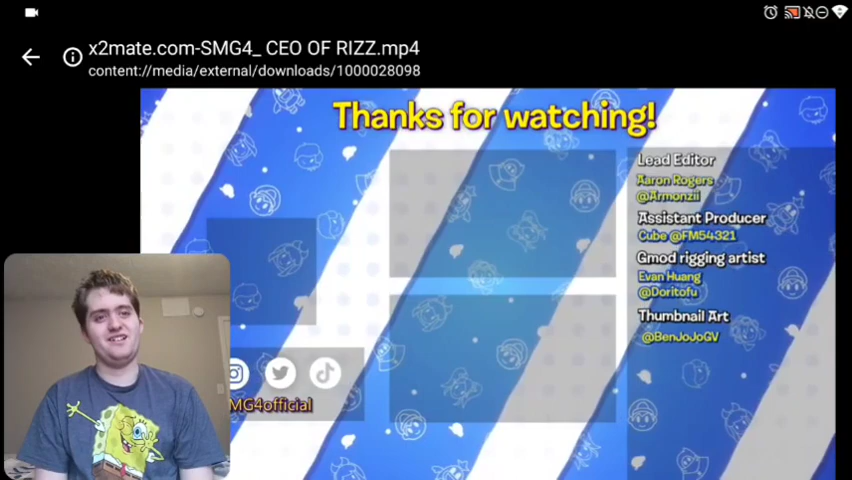 x2mate.com-SMG4_ CEO OF RIZZ.mp4
content://media/external/downloads/1000028098
Thanks for watching!
Lead Editor
Aaron Rogers
@Armonzii
Assistant Producer
Cube @FM54321
Gmod rigging artist
Evan Huang
@Doritofu
Thumbnail Art
@BenJoJoGV
MG4official